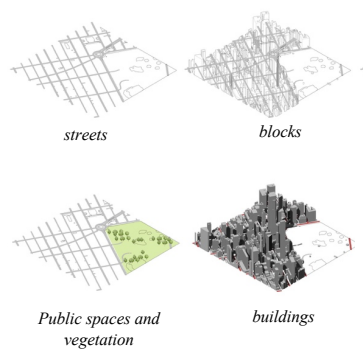 streets
blocks
Public spaces and
vegetation
buildings